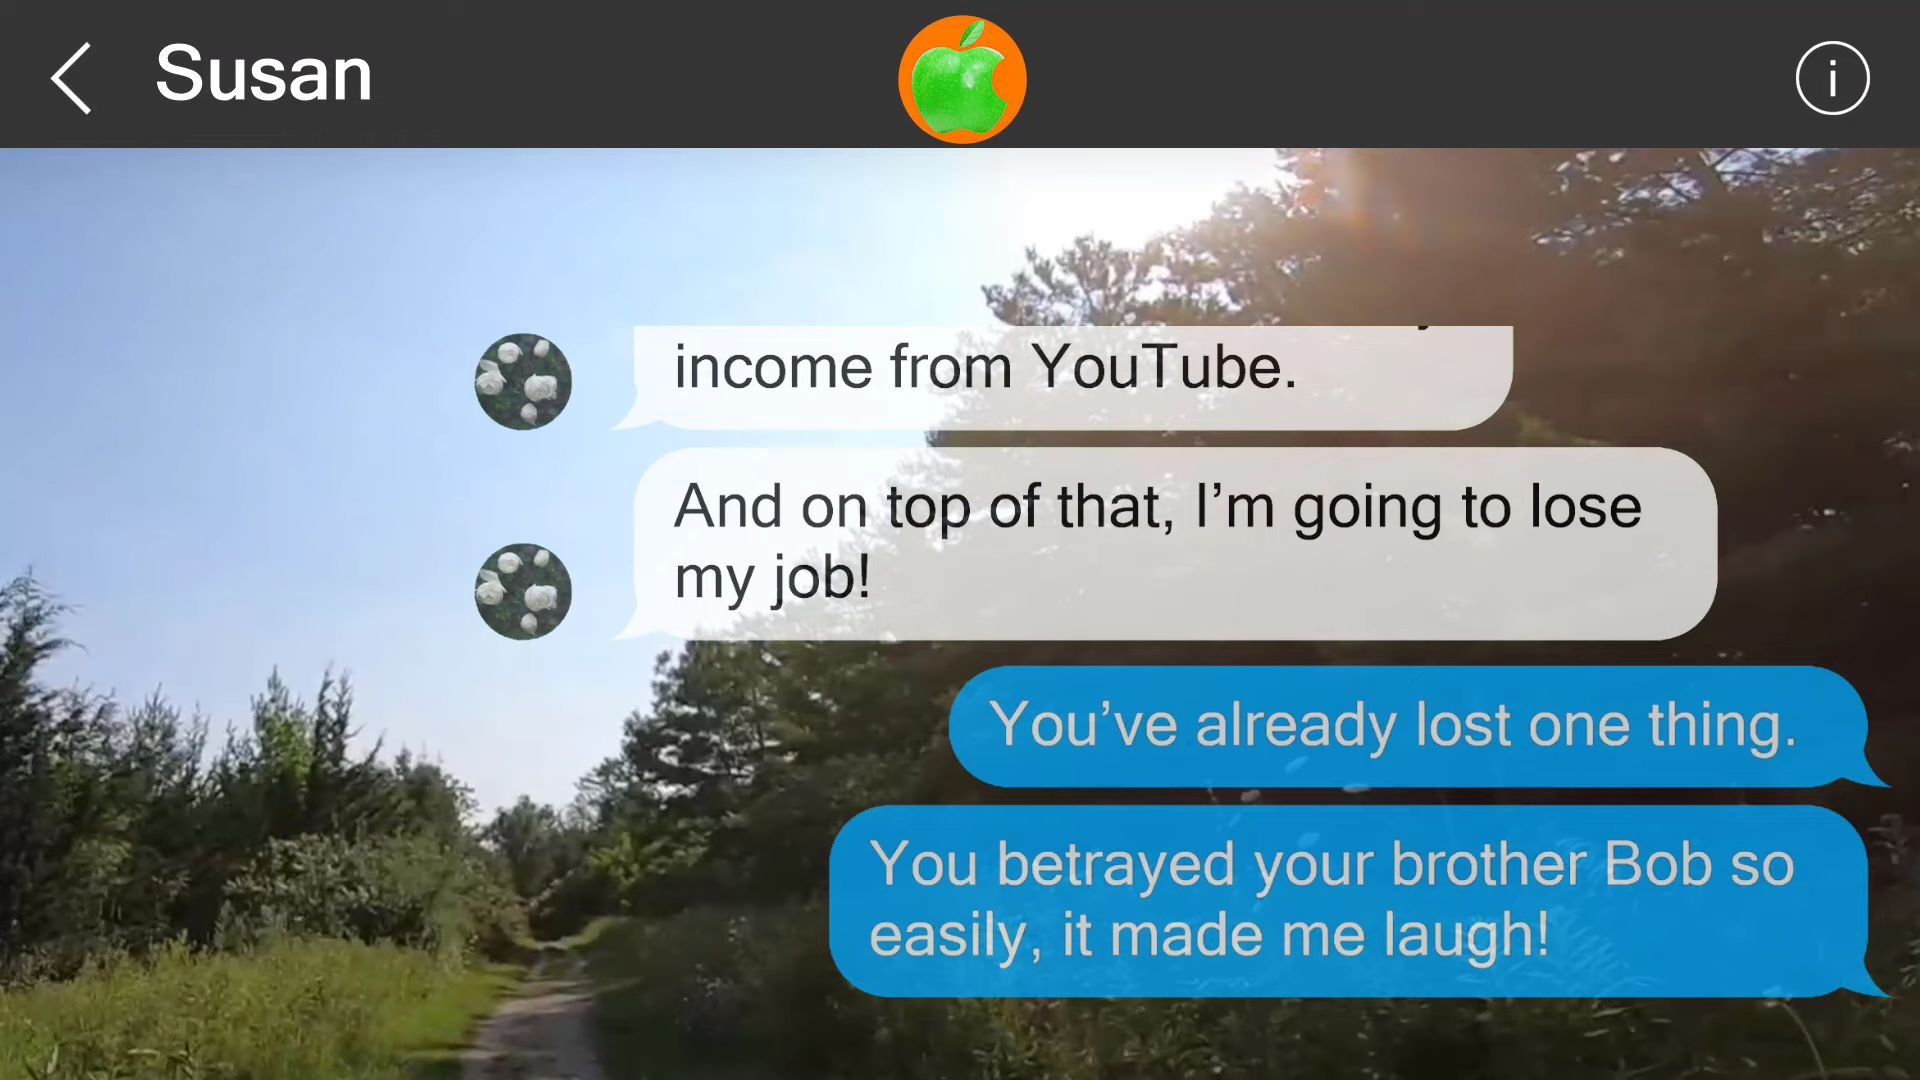 Susan
i
income from YouTube.
And on top of that, I’m going to lose
my job!
You’ve already lost one thing.
You betrayed your brother Bob so
easily, it made me laugh!